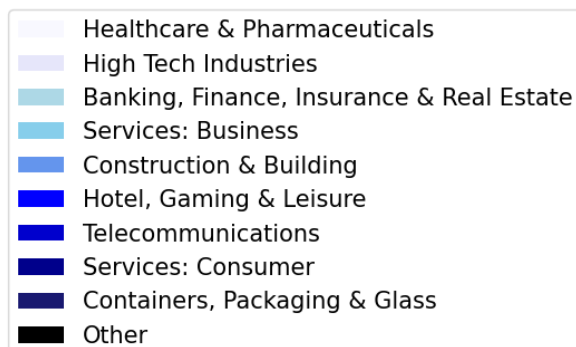 Healthcare & Pharmaceuticals
High Tech Industries
Banking, Finance, Insurance & Real Estate
Services: Business
Construction & Building
Hotel, Gaming & Leisure
Telecommunications
Services: Consumer
Containers, Packaging & Glass
Other